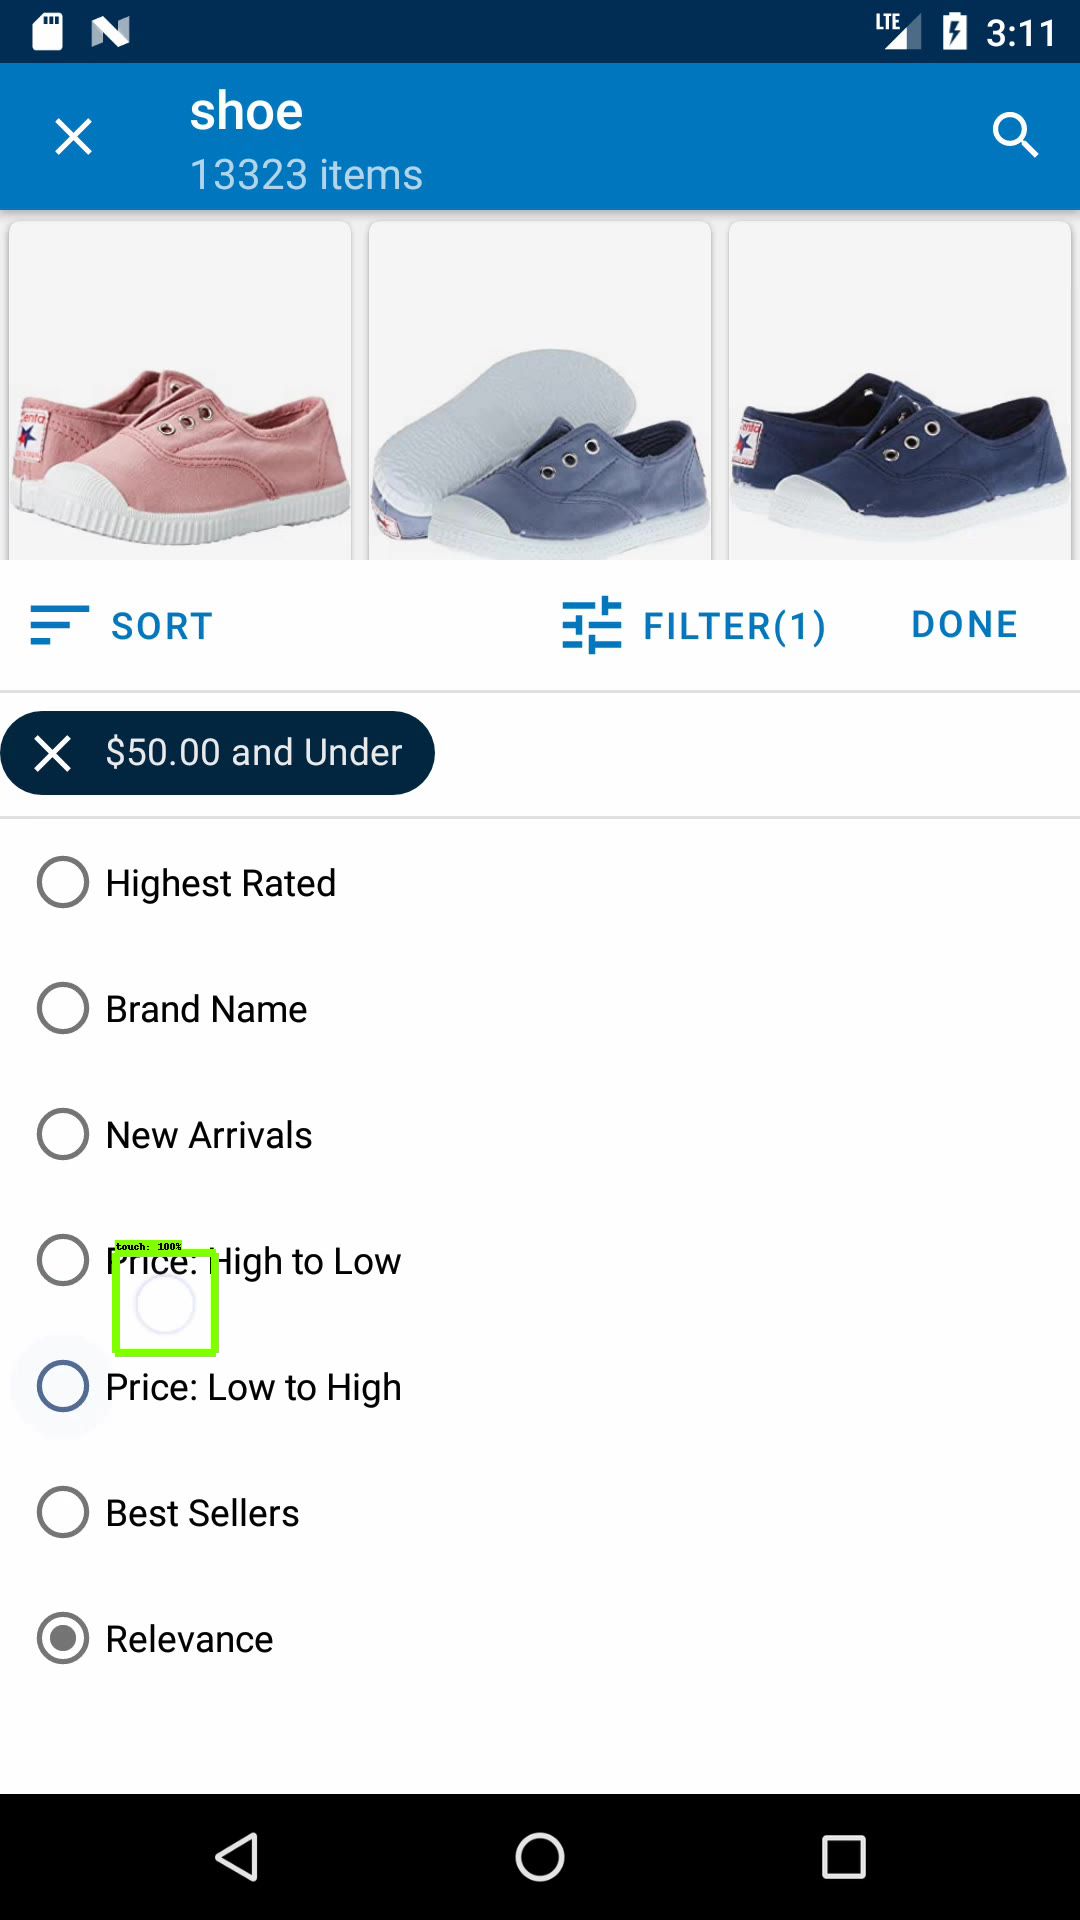 LTE 3:11
shoe
13323 items
SORT FILTER(1) DONE
$50.00 and Under
Highest Rated
Brand Name
New Arrivals
touch: 100%
Price: High to Low
Price: Low to High
Best Sellers
Relevance